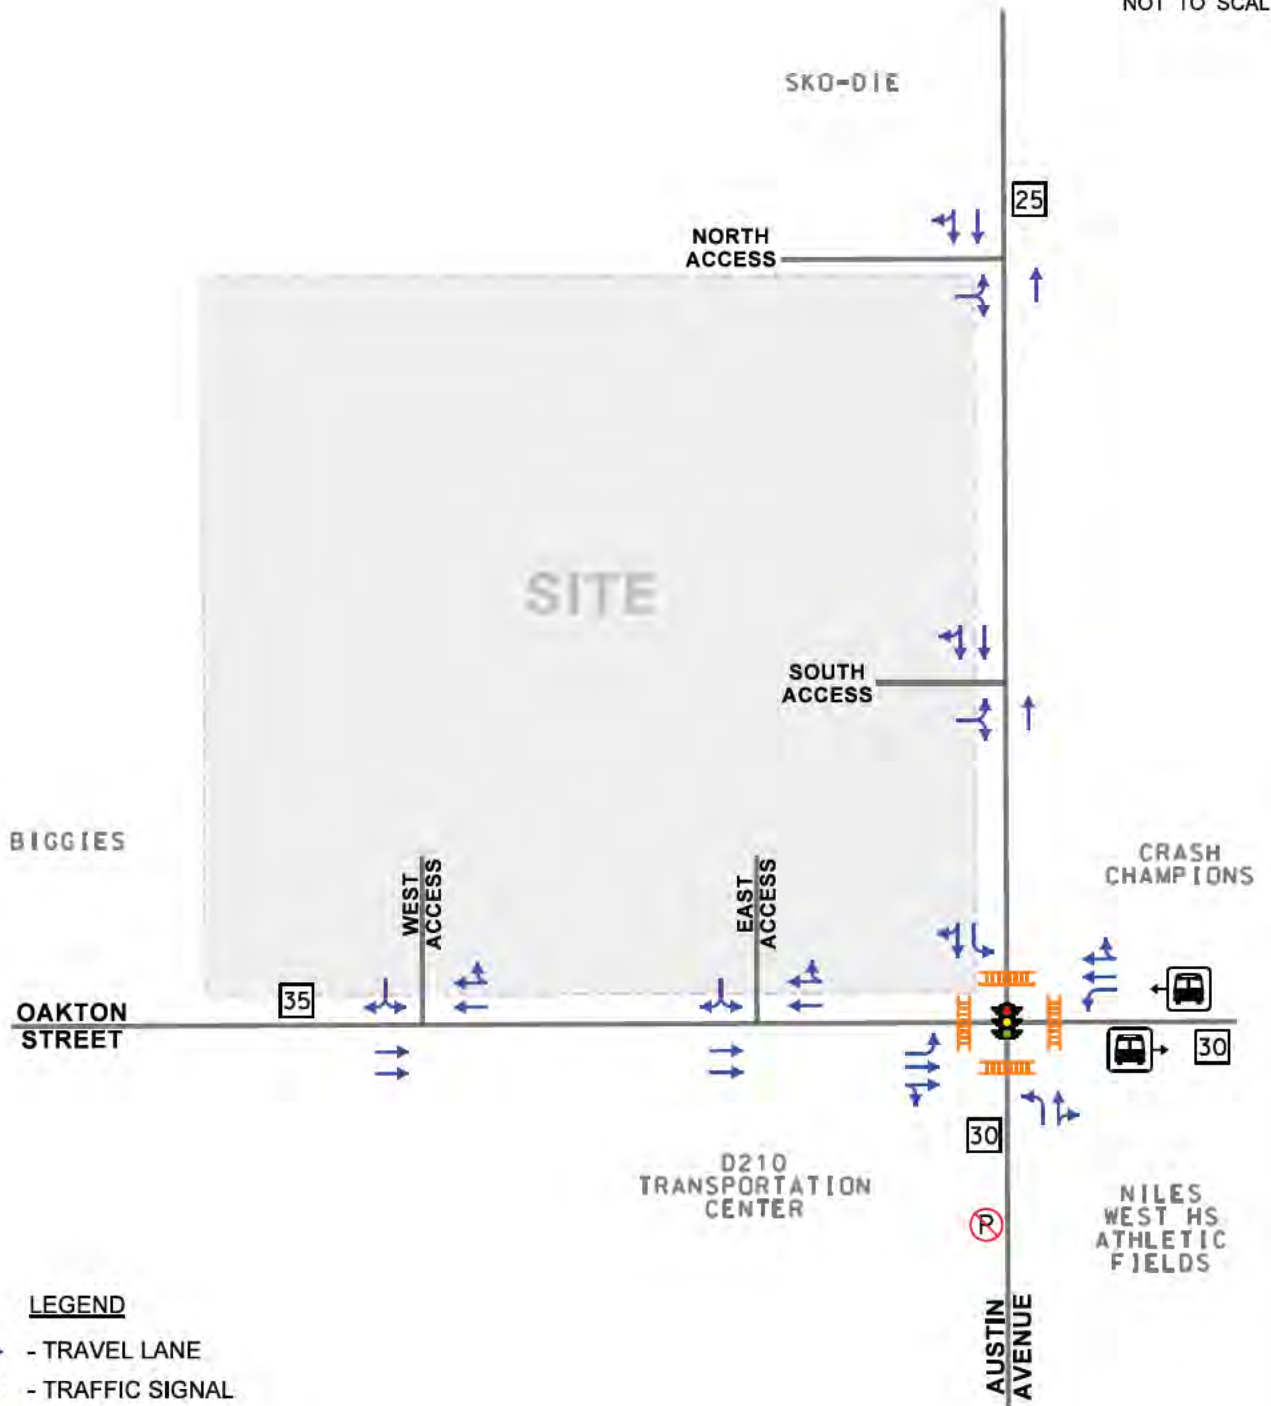 NOT TO SCAL
SKO-DIE
25
NORTH
ACCESS
SITE
SOUTH
ACCESS
BIGGIES
CRASH
CHAMPIONS
WEST
ACCESS
EAST
ACCESS
35
OAKTON
STREET
30
30
D210
TRANSPORTATION
CENTER
NILES
WEST HS
ATHLETIC
FIELDS
P
AUSTIN
AVENUE
LEGEND
- TRAVEL LANE
- TRAFFIC SIGNAL